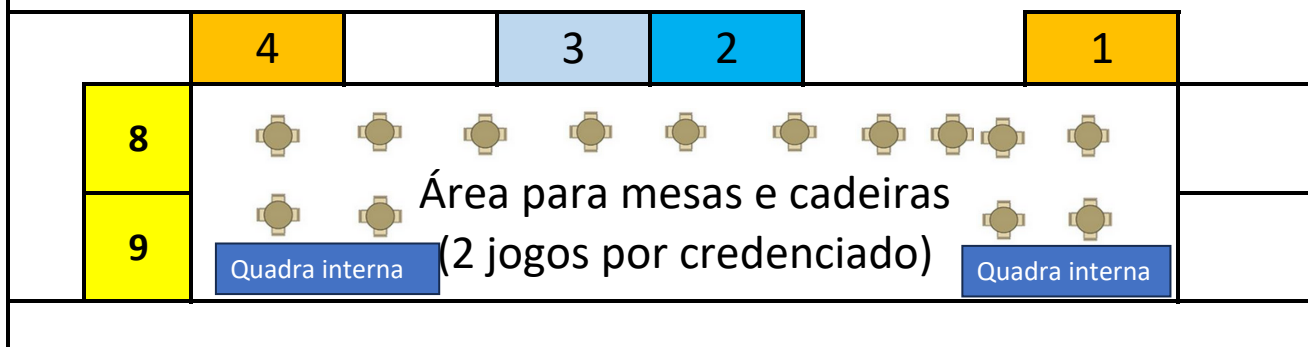 4
3
2
1
8
Área para mesas e cadeiras
9
Quadra interna
(2 jogos por credenciado)
Quadra interna